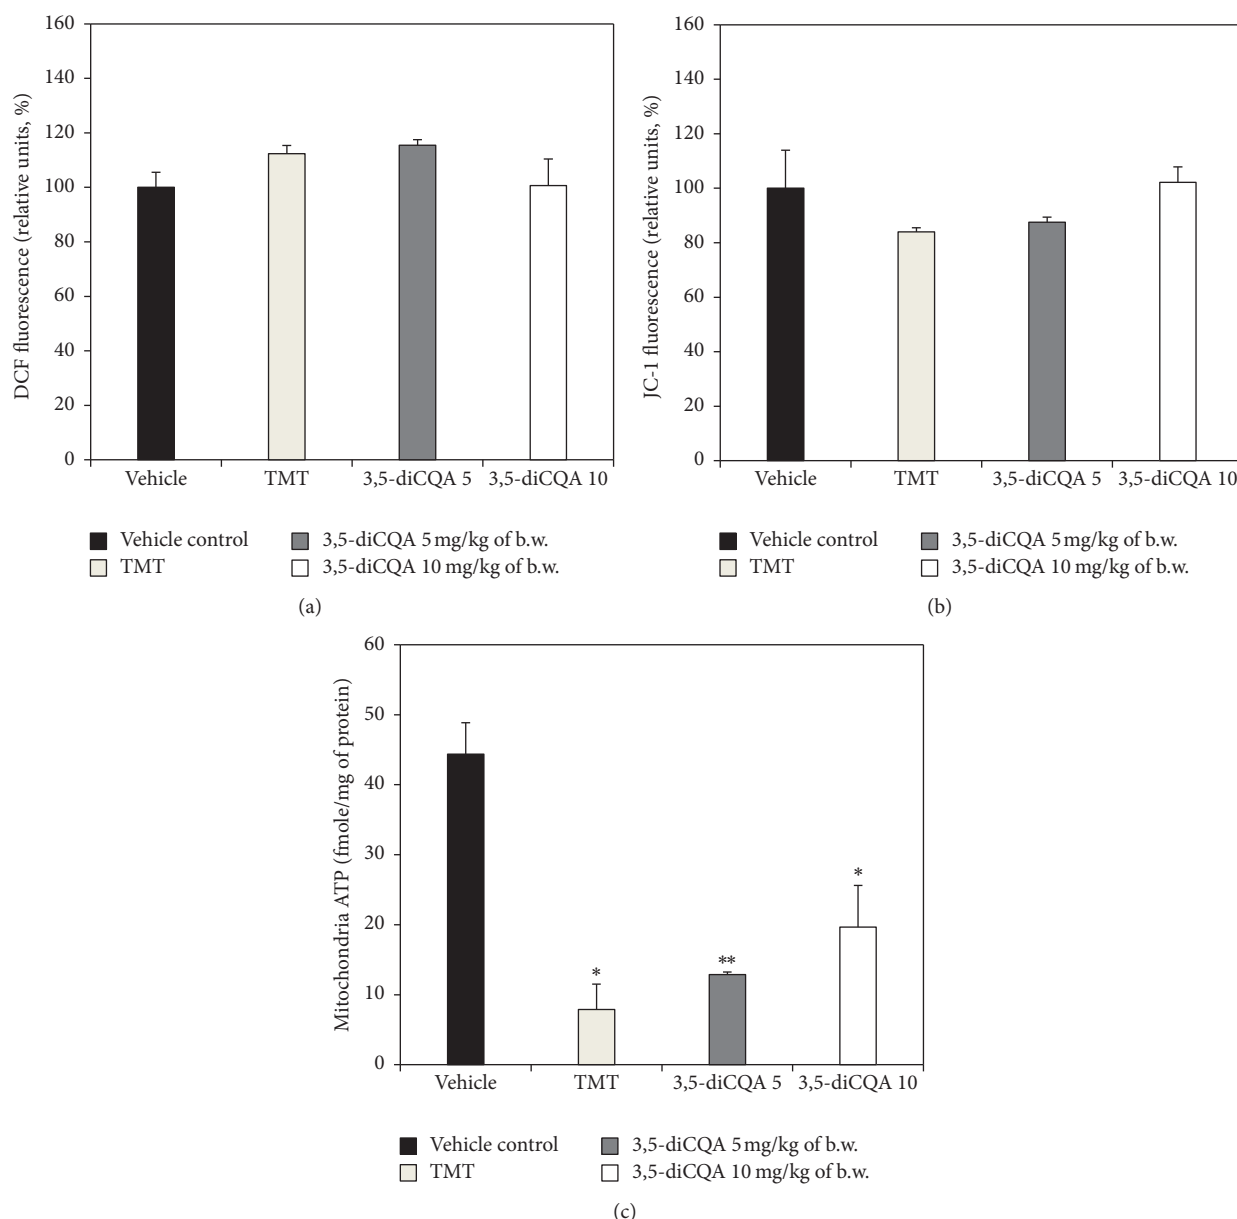 160
140
120
100
80
60
40
20
0
DCF fluorescence (relative units, %)
Vehicle TMT 3,5-diCQA 5 3,5-diCQA 10
Vehicle control 3,5-diCQA 5 mg/kg of b.w.
TMT 3,5-diCQA 10 mg/kg of b.w.
(a)
160
140
120
100
80
60
40
20
0
JC-1 fluorescence (relative units, %)
Vehicle TMT 3,5-diCQA 5 3,5-diCQA 10
Vehicle control 3,5-diCQA 5 mg/kg of b.w.
TMT 3,5-diCQA 10 mg/kg of b.w.
(b)
60
50
40
30
20
10
0
Mitochondria ATP (fmole/mg of protein)
* ** *
Vehicle TMT 3,5-diCQA 5 3,5-diCQA 10
Vehicle control 3,5-diCQA 5 mg/kg of b.w.
TMT 3,5-diCQA 10 mg/kg of b.w.
(c)